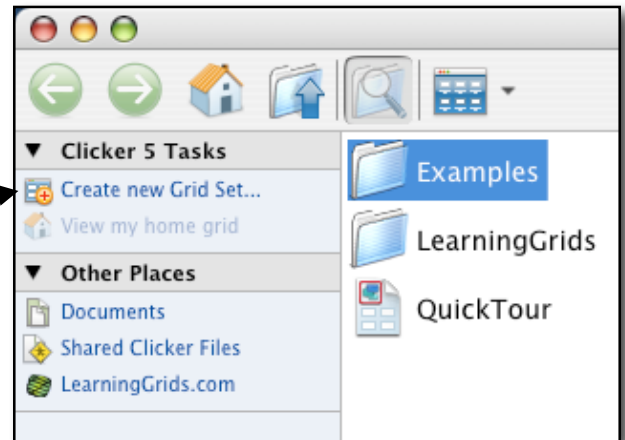 Clicker 5 Tasks
Create new Grid Set...
View my home grid
Other Places
Documents
Shared Clicker Files
LearningGrids.com
Examples
LearningGrids
QuickTour